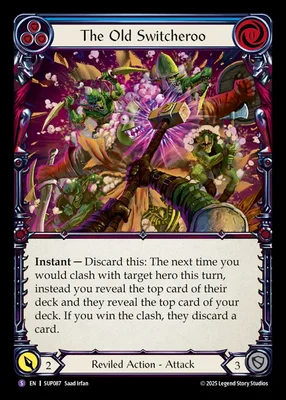 The Old Switcheroo
Instant — Discard this: The next time you
would clash with target hero this turn,
instead you reveal the top card of their
deck and they reveal the top card of your
deck. If you win the clash, they discard a
card.
2
Reviled Action - Attack
3
S EN | SUP087 Saad Irfan
© 2025 Legend Story Studios